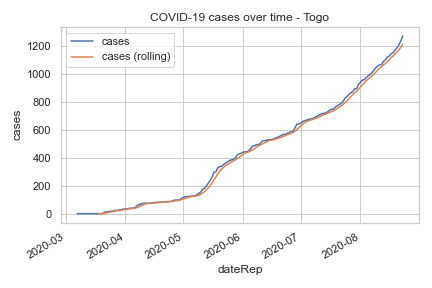 COVID-19 cases over time - Togo
cases
cases (rolling)
1200
1000
800
600
400
200
0
cases
2020-03
2020-04
2020-05
2020-06
2020-07
2020-08
dateRep